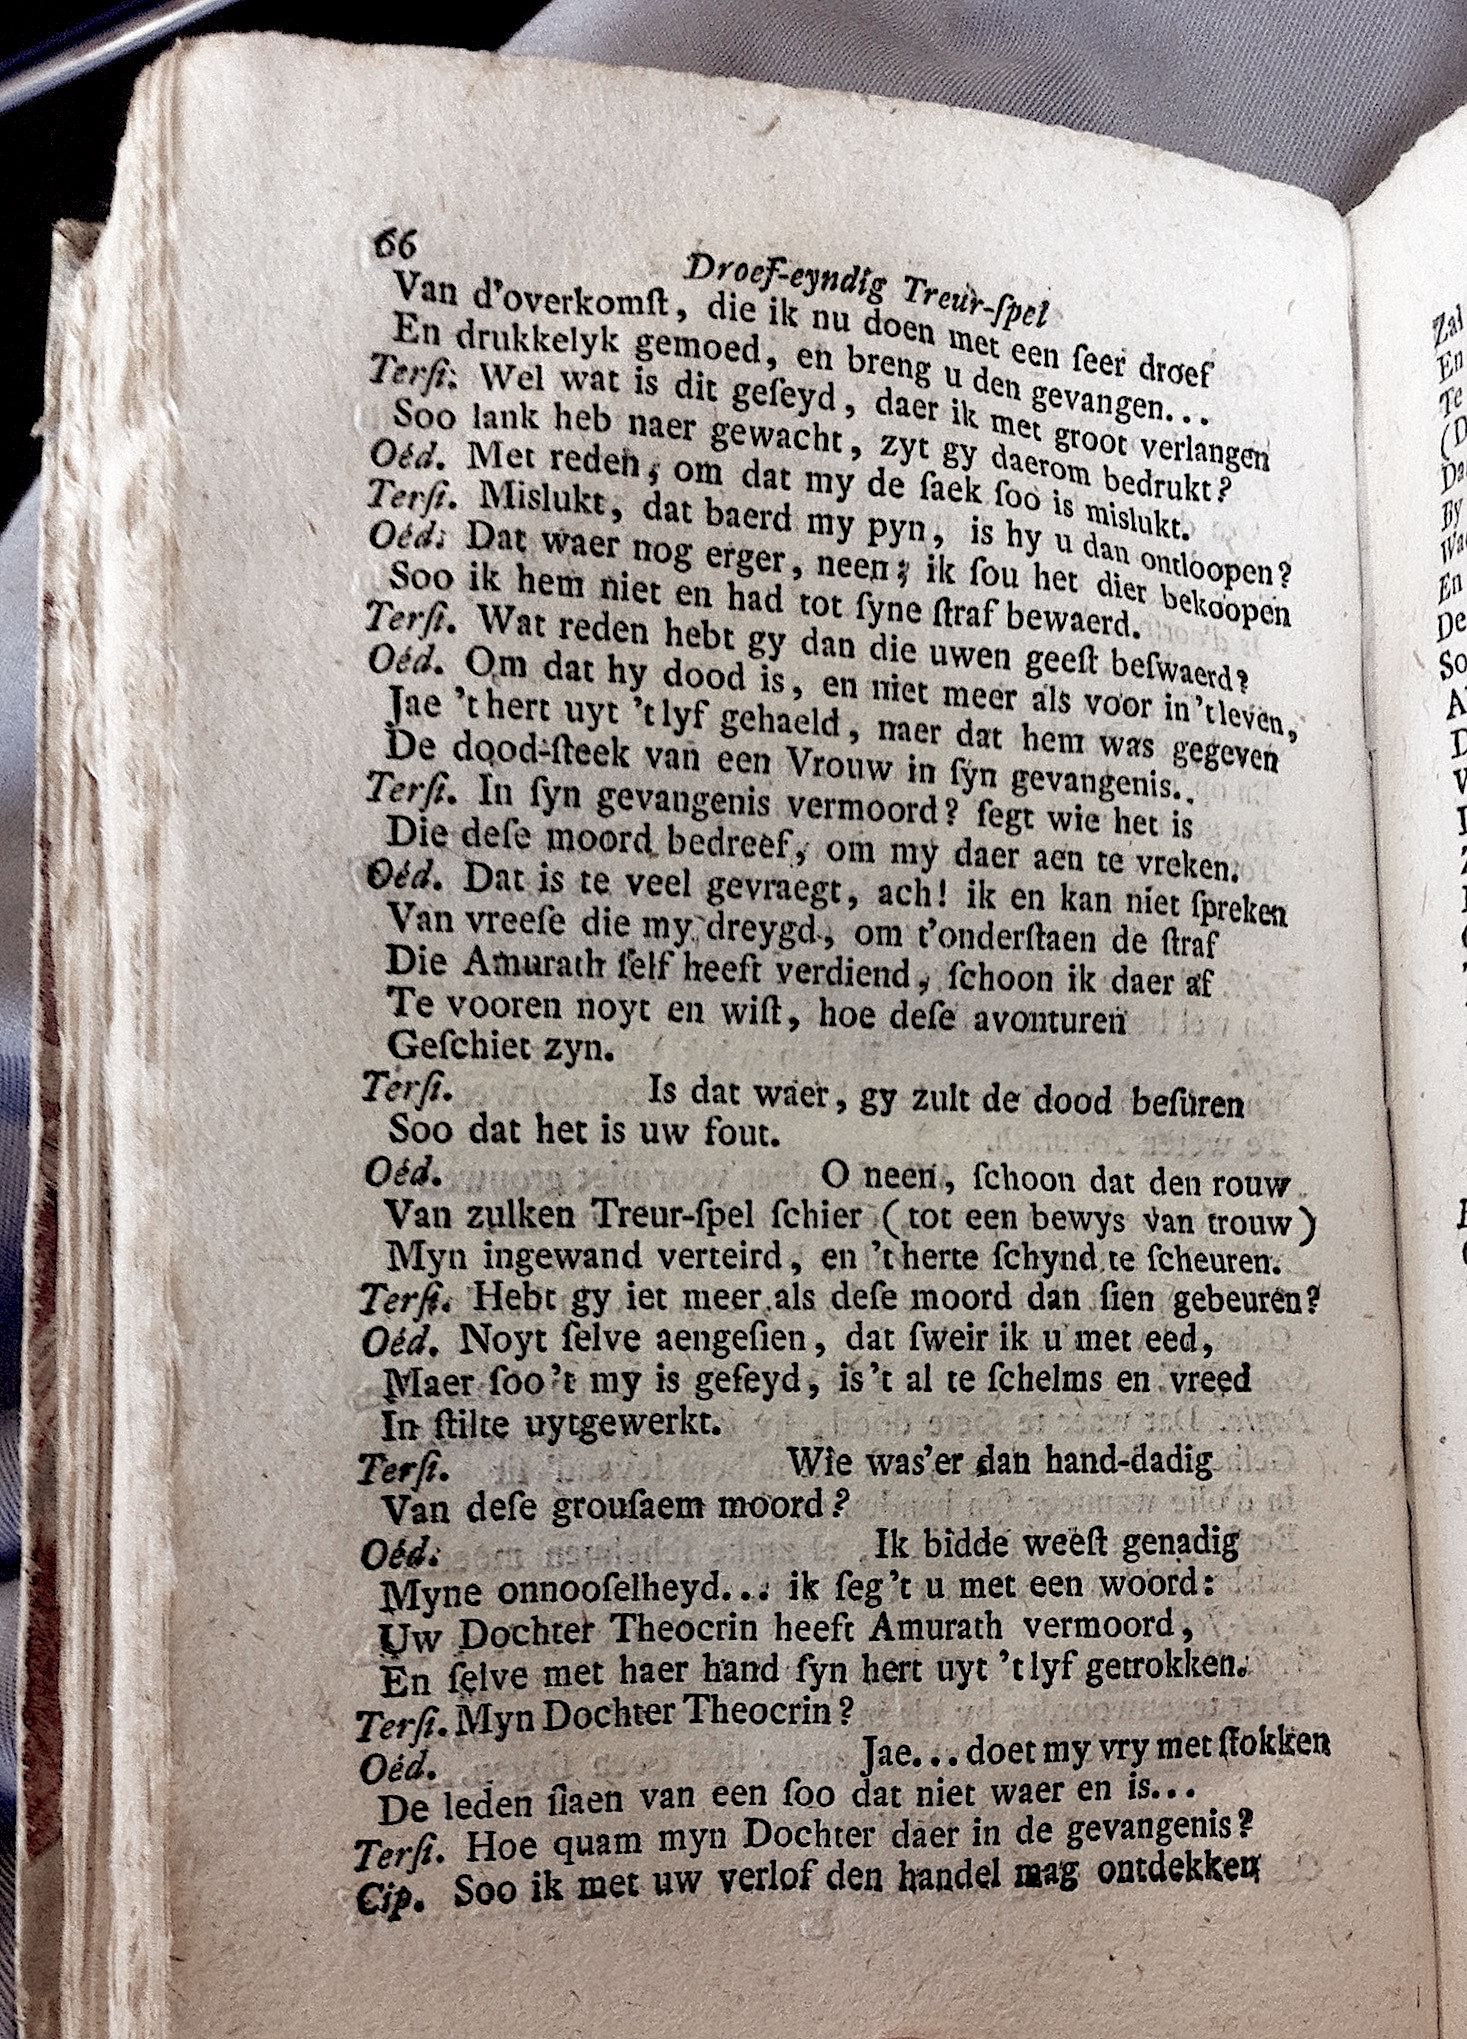 66
Droef-eyndig Treur-ſpel
Van d'overkomſt, die ik nu doen met een ſeer droef
En drukkelyk gemoed, en breng u den gevangen...
Terſi. Wel wat is dit geſeyd, daer ik met groot verlangen
Soo lank heb naer gewacht, zyt gy daerom bedrukt?
Oéd. Met reden, om dat my de ſaek ſoo is mislukt.
Terſi. Mislukt, dat baerd my pyn, is hy u dan ontloopen?
Oéd: Dat waer nog erger, neen; ik ſou het dier bekoopen
Soo ik hem niet en had tot ſyne ſtraf bewaerd.
Terſi. Wat reden hebt gy dan die uwen geeſt beſwaerd?
Oéd. Om dat hy dood is, en niet meer als voor in 't leven,
Jae 't hert uyt 't lyf gehaeld, naer dat hem was gegeven
De dood-ſteek van een Vrouw in ſyn gevangenis..
Terſi. In ſyn gevangenis vermoord? ſegt wie het is
Die deſe moord bedreef, om my daer aen te vreken.
Oéd. Dat is te veel gevraegt, ach! ik en kan niet ſpreken
Van vreeſe die my dreygd, om t'onderſtaen de ſtraf
Die Amurath ſelf heeft verdiend, ſchoon ik daer af
Te vooren noyt en wiſt, hoe deſe avonturen
Geſchiet zyn.
Terſi. Is dat waer, gy zult de dood beſuren
Soo dat het is uw fout.
Oéd. O neen, ſchoon dat den rouw
Van zulken Treur-ſpel ſchier (tot een bewys van trouw)
Myn ingewand verteird, en 't herte ſchynd te ſcheuren.
Terſi. Hebt gy iet meer als deſe moord dan ſien gebeuren?
Oéd. Noyt ſelve aengeſien, dat ſweir ik u met eed,
Maer ſoo 't my is geſeyd, is 't al te ſchelms en vreed
In ſtilte uytgewerkt.
Terſi. Wie was'er dan hand-dadig
Van deſe grouſaem moord?
Oéd: Ik bidde weeſt genadig
Myne onnooſelheyd... ik ſeg 't u met een woord:
Uw Dochter Theocrin heeft Amurath vermoord,
En ſelve met haer hand ſyn hert uyt 't lyf getrokken.
Terſi. Myn Dochter Theocrin?
Oéd. Jae... doet my vry met ſtokken
De leden ſlaen van een ſoo dat niet waer en is...
Terſi. Hoe quam myn Dochter daer in de gevangenis?
Cip. Soo ik met uw verlof den handel mag ontdekken